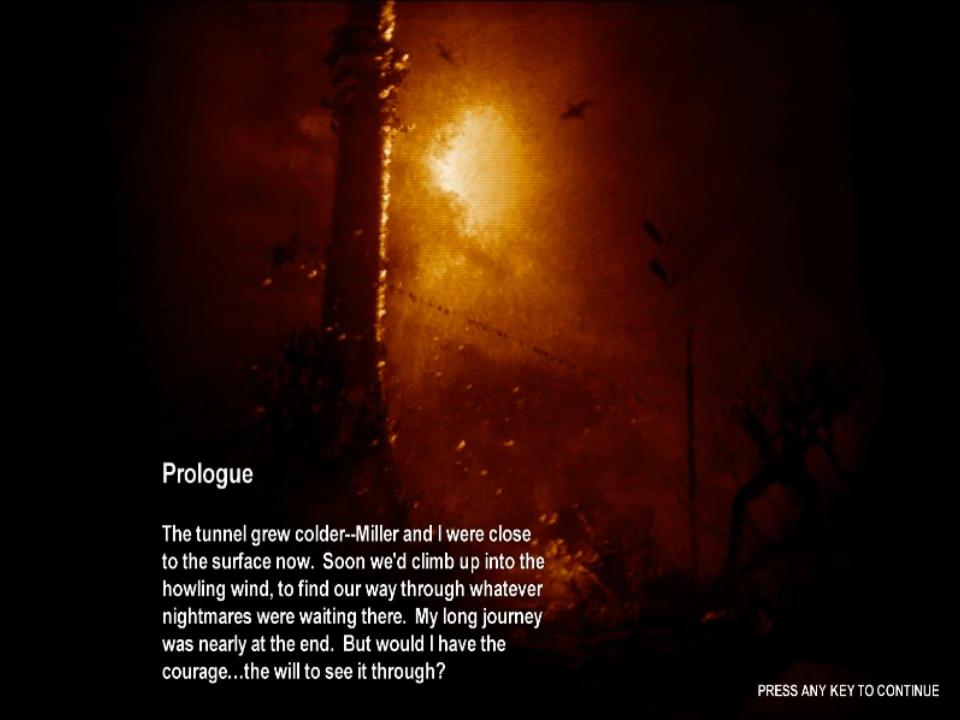 Prologue
The tunnel grew colder--Miller and I were close
to the surface now.  Soon we'd climb up into the
howling wind, to find our way through whatever
nightmares were waiting there.  My long journey
was nearly at the end.  But would I have the
courage...the will to see it through?
PRESS ANY KEY TO CONTINUE